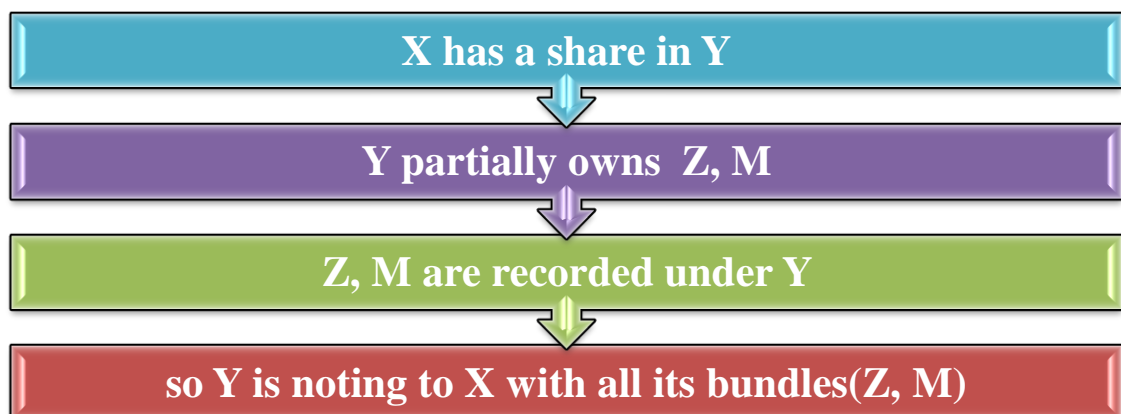 X has a share in Y
Y partially owns Z, M
Z, M are recorded under Y
so Y is noting to X with all its bundles(Z, M)